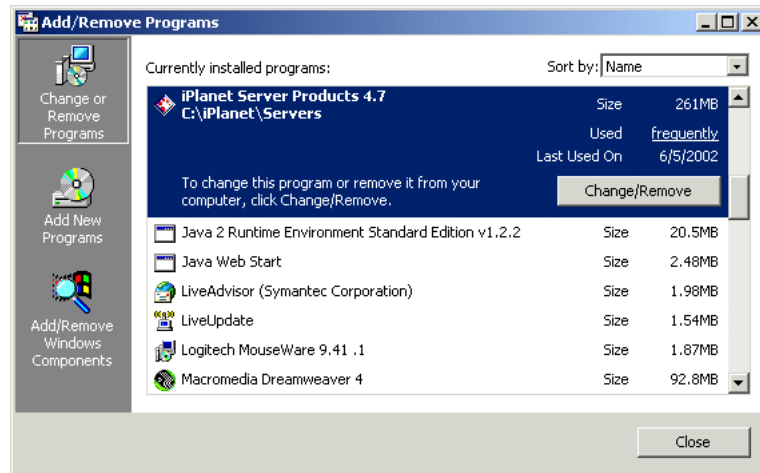 Add/Remove Programs
Change or
Remove
Programs
Add New
Programs
Add/Remove
Windows
Components
Currently installed programs:
Sort by: Name
iPlanet Server Products 4.7
C:\iPlanet\Servers
Size 261MB
Used frequently
Last Used On 6/5/2002
To change this program or remove it from your
computer, click Change/Remove.
Change/Remove
Java 2 Runtime Environment Standard Edition v1.2.2 Size 20.5MB
Java Web Start Size 2.48MB
LiveAdvisor (Symantec Corporation) Size 1.98MB
LiveUpdate Size 1.54MB
Logitech MouseWare 9.41 .1 Size 1.87MB
Macromedia Dreamweaver 4 Size 92.8MB
Close